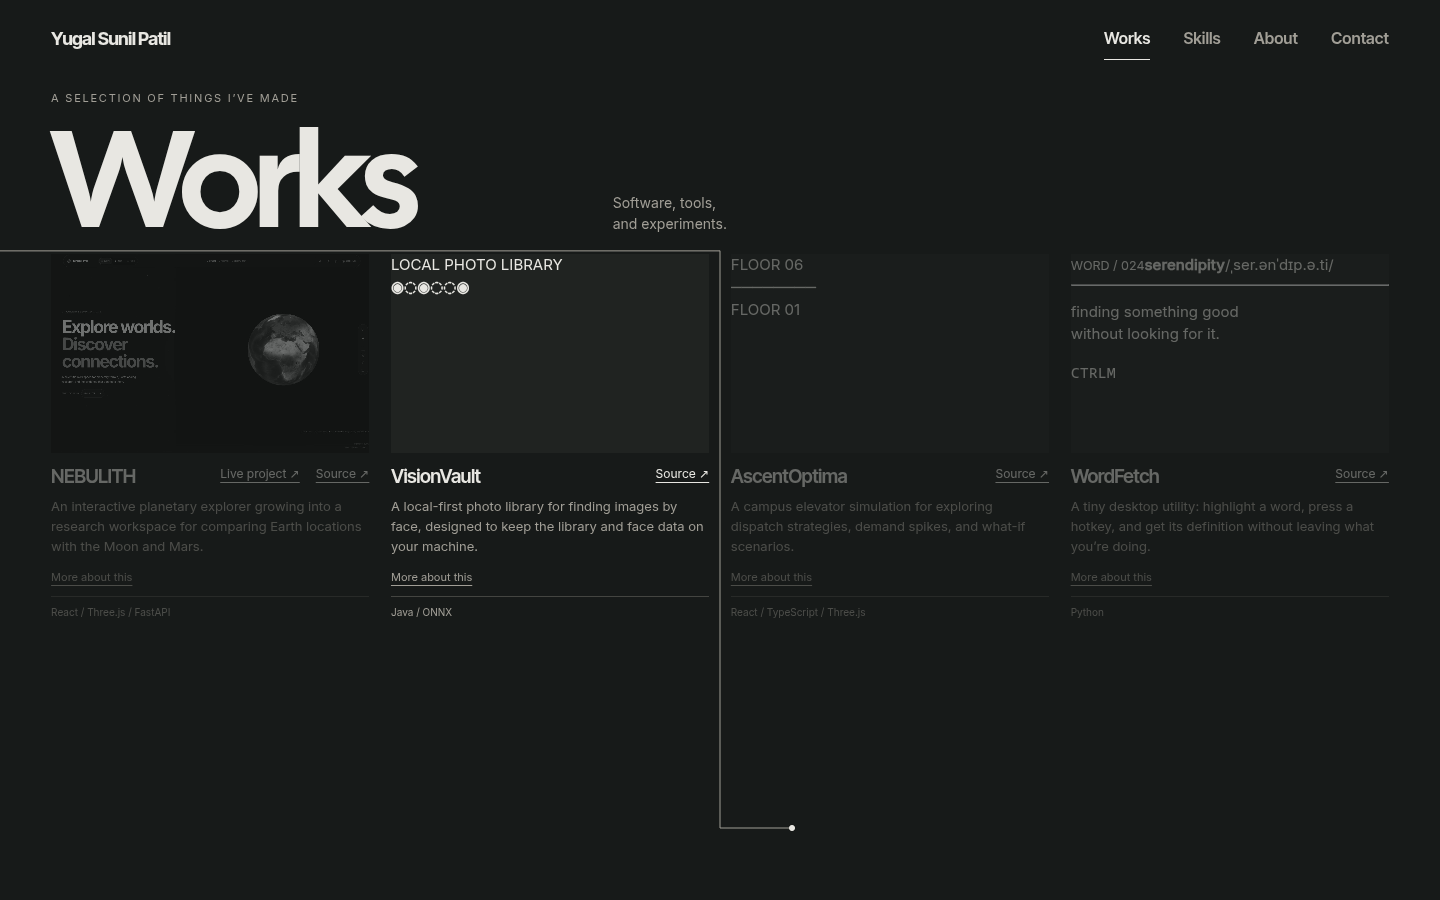 Yugal Sunil Patil
Works Skills About Contact
A SELECTION OF THINGS I'VE MADE
Works
Software, tools,
and experiments.
Explore worlds.
Discover
connections.
NEBULITH Live project ↗ Source ↗
An interactive planetary explorer growing into a
research workspace for comparing Earth locations
with the Moon and Mars.
More about this
React / Three.js / FastAPI
LOCAL PHOTO LIBRARY
VisionVault Source ↗
A local-first photo library for finding images by
face, designed to keep the library and face data on
your machine.
More about this
Java / ONNX
FLOOR 06
FLOOR 01
AscentOptima Source ↗
A campus elevator simulation for exploring
dispatch strategies, demand spikes, and what-if
scenarios.
More about this
React / TypeScript / Three.js
WORD / 024serendipity/ˌser.ənˈdɪp.ə.ti/
finding something good
without looking for it.
CTRLM
WordFetch Source ↗
A tiny desktop utility: highlight a word, press a
hotkey, and get its definition without leaving what
you're doing.
More about this
Python